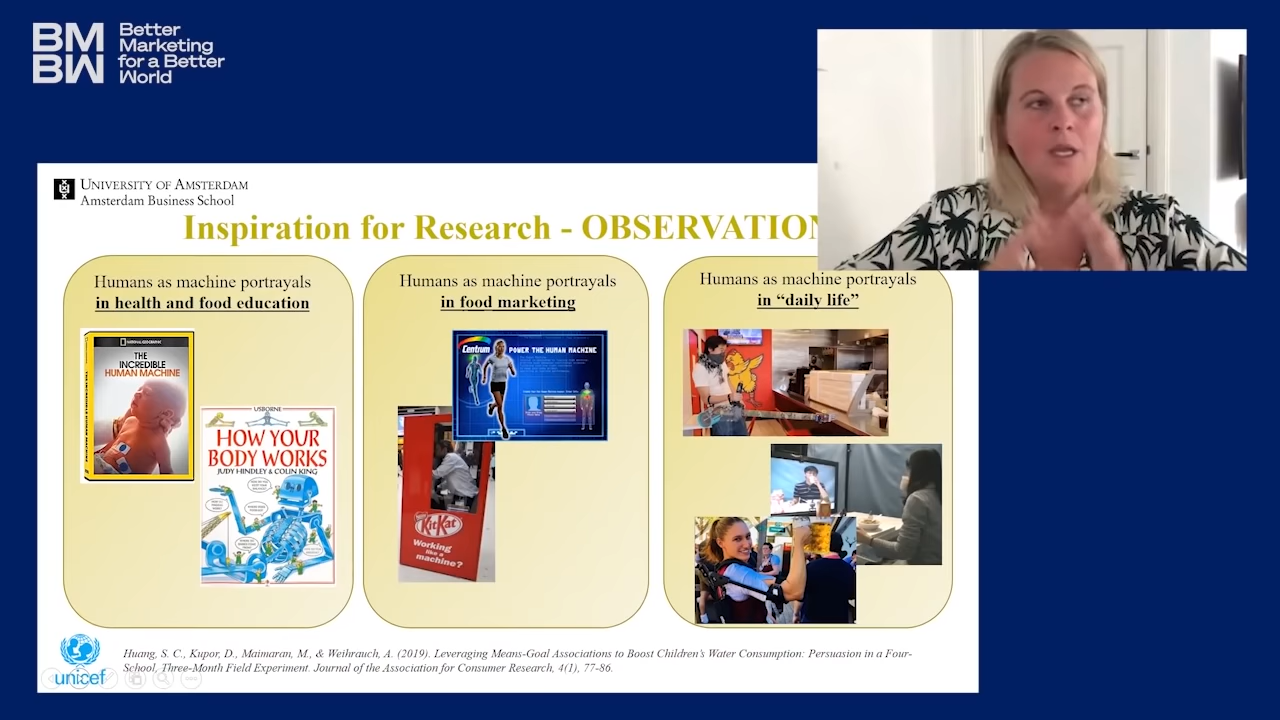 BM
BW
Better
Marketing
for a Better
World
UNIVERSITY OF AMSTERDAM
Amsterdam Business School
Inspiration for Research - OBSERVATION
Humans as machine portrayals
in health and food education
NATIONAL GEOGRAPHIC
THE
INCREDIBLE
HUMAN MACHINE
USBORNE
HOW YOUR
BODY WORKS
JUDY HINDLEY & COLIN KING
Humans as machine portrayals
in food marketing
Centrum
POWER THE HUMAN MACHINE
KitKat
Working
like a
machine?
Humans as machine portrayals
in “daily life”
unicef
Huang, S. C., Kupor, D., Maimaran, M., & Weihrauch, A. (2019). Leveraging Means-Goal Associations to Boost Children’s Water Consumption: Persuasion in a Four-
School, Three-Month Field Experiment. Journal of the Association for Consumer Research, 4(1), 77-86.